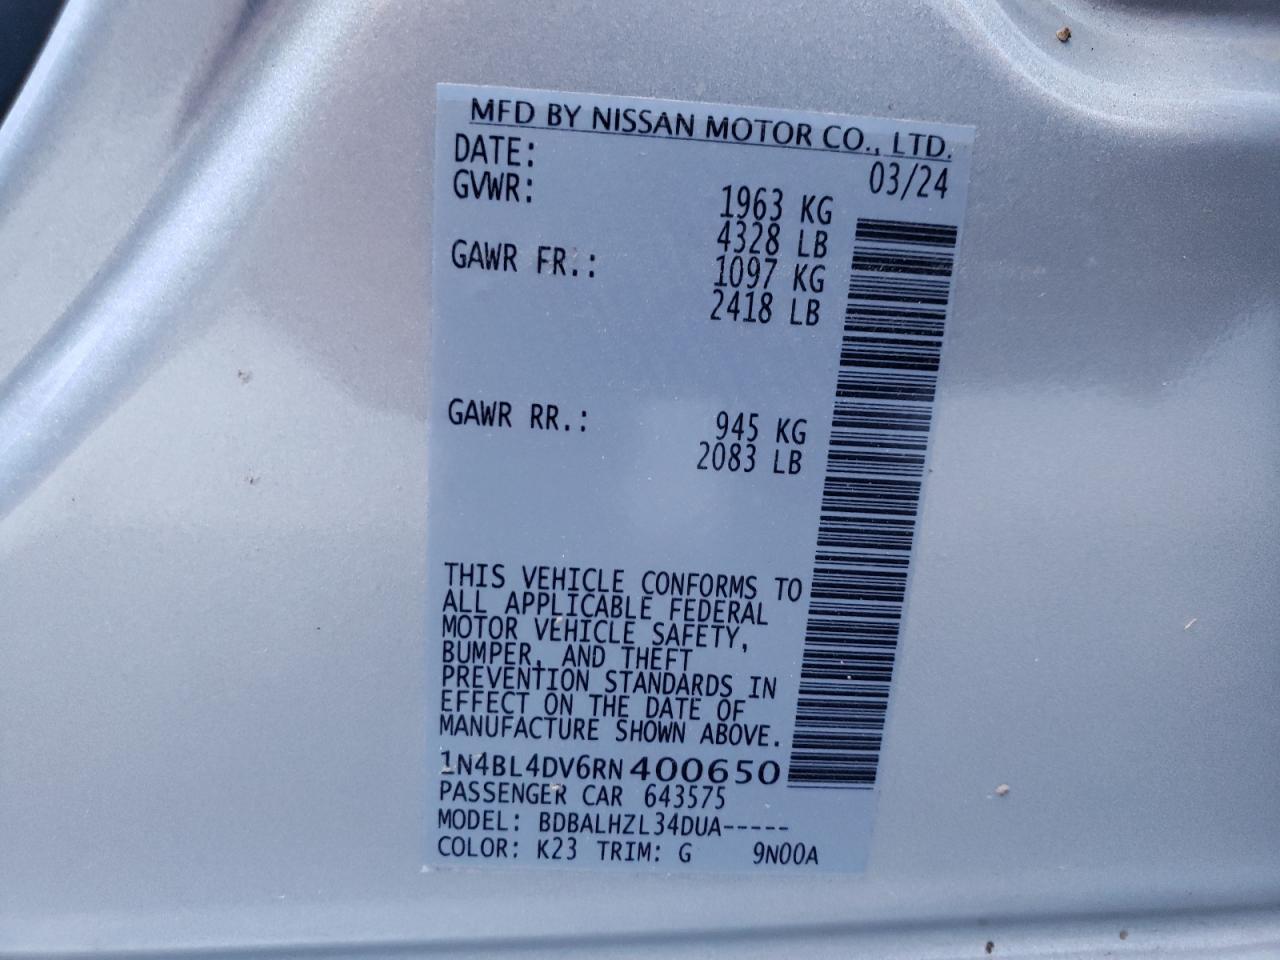 MFD BY NISSAN MOTOR CO., LTD.
DATE: 03/24
GVWR: 1963 KG
4328 LB
GAWR FR.: 1097 KG
2418 LB
GAWR RR.: 945 KG
2083 LB
THIS VEHICLE CONFORMS TO
ALL APPLICABLE FEDERAL
MOTOR VEHICLE SAFETY,
BUMPER, AND THEFT
PREVENTION STANDARDS IN
EFFECT ON THE DATE OF
MANUFACTURE SHOWN ABOVE.
1N4BL4DV6RN400650
PASSENGER CAR 643575
MODEL: BDBALHZL34DUA-----
COLOR: K23 TRIM: G 9N00A